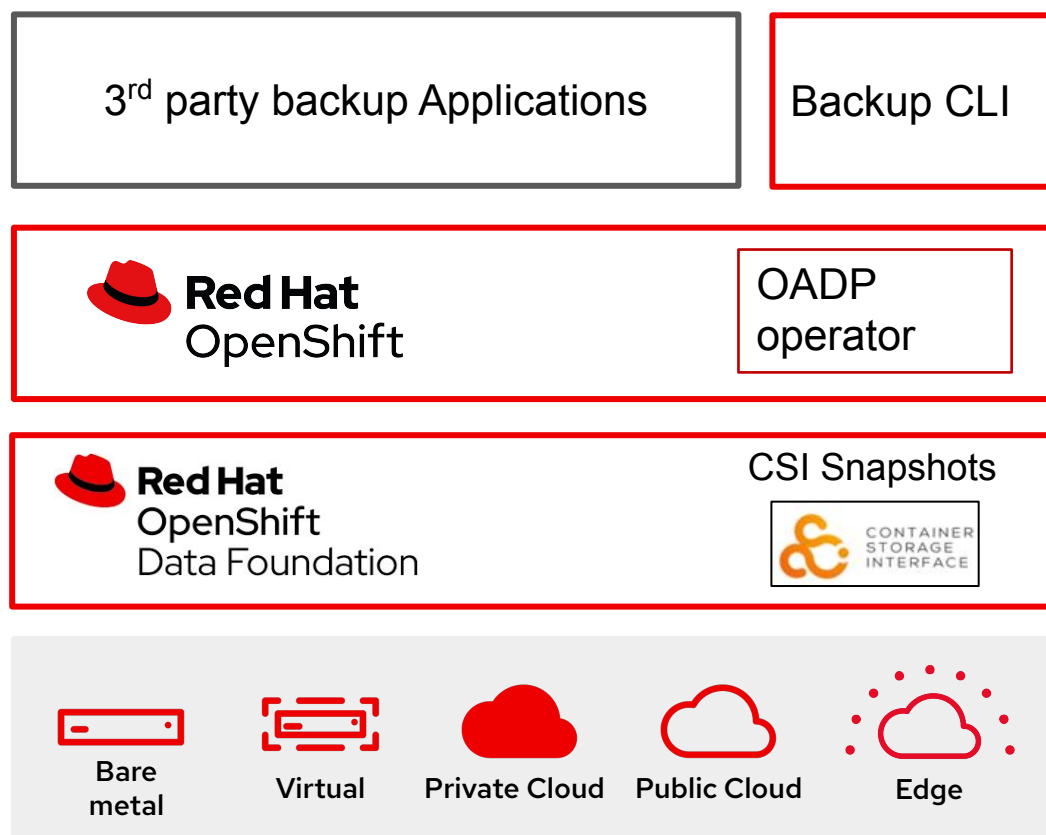 3rd party backup Applications
Backup CLI
Red Hat
OpenShift
OADP
operator
Red Hat
OpenShift
Data Foundation
CSI Snapshots
CONTAINER
STORAGE
INTERFACE
Bare
metal
Virtual
Private Cloud
Public Cloud
Edge